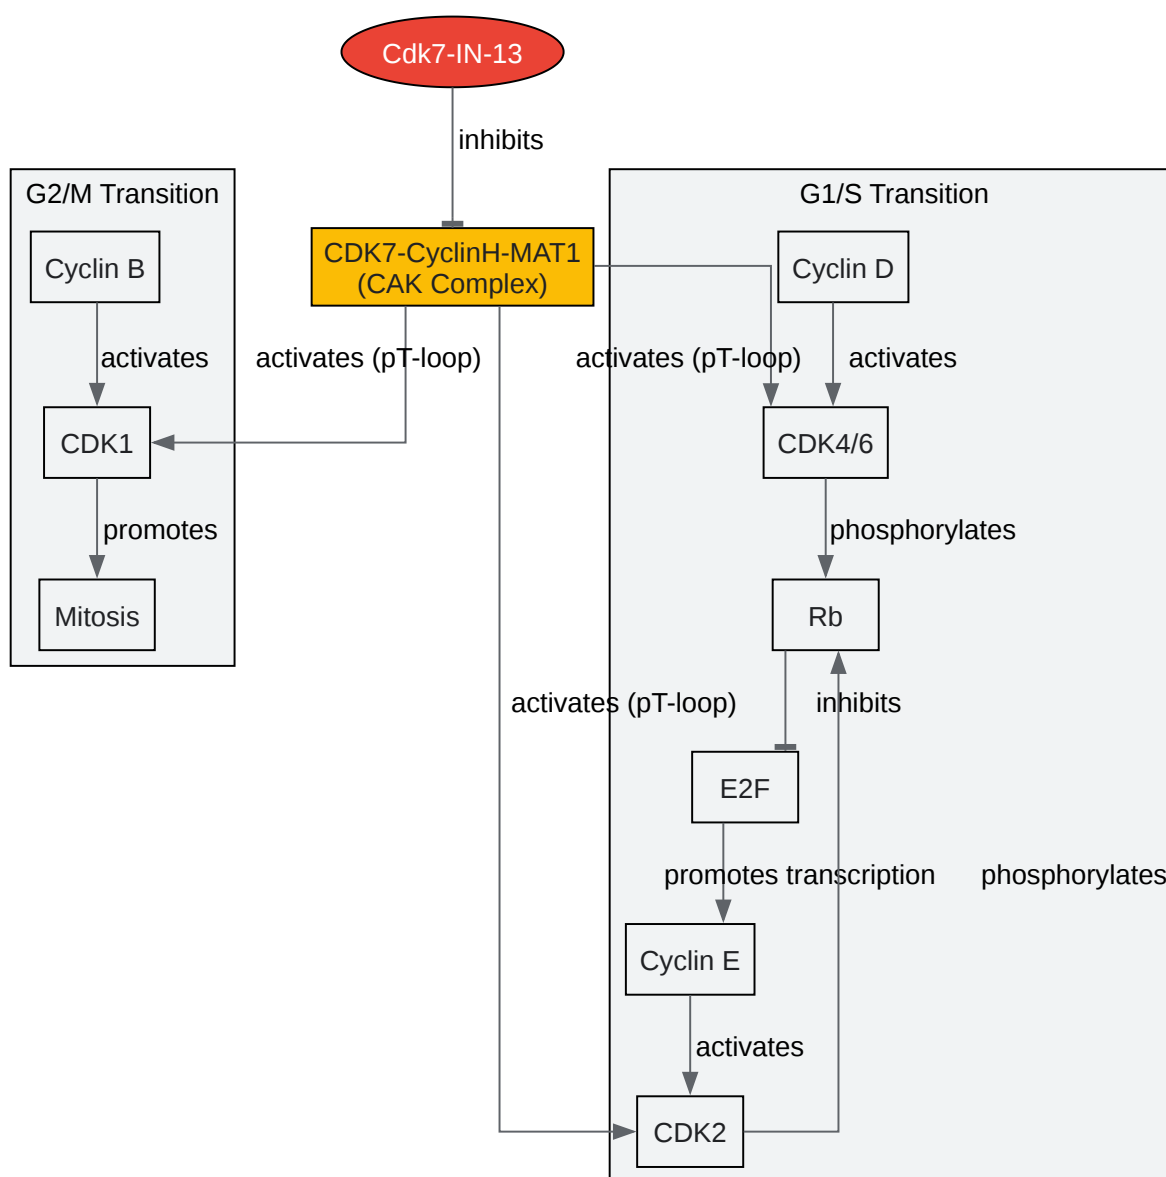 Cdk7-IN-13
inhibits
G2/M Transition
G1/S Transition
CDK7-CyclinH-MAT1
(CAK Complex)
Cyclin B
Cyclin D
activates
activates (pT-loop)
activates (pT-loop)
activates
CDK1
CDK4/6
promotes
phosphorylates
Mitosis
Rb
activates (pT-loop)
inhibits
E2F
promotes transcription
phosphorylates
Cyclin E
activates
CDK2